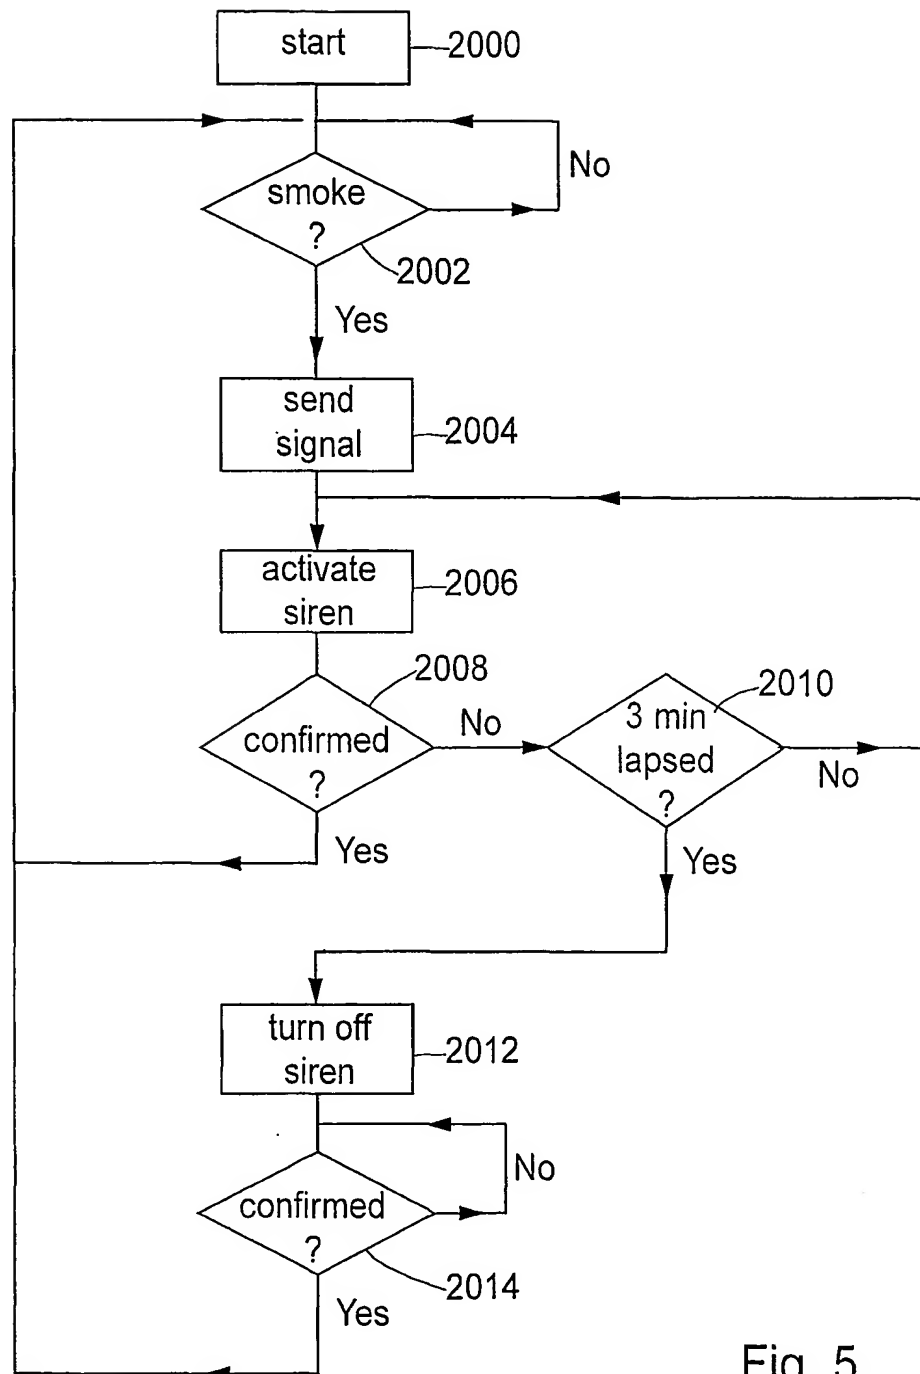 start
2000
No
smoke
?
2002
Yes
send
signal
2004
activate
siren
2006
2008
confirmed
?
No
2010
3 min
lapsed
?
No
Yes
Yes
turn off
siren
2012
No
confirmed
?
2014
Yes
Fig. 5